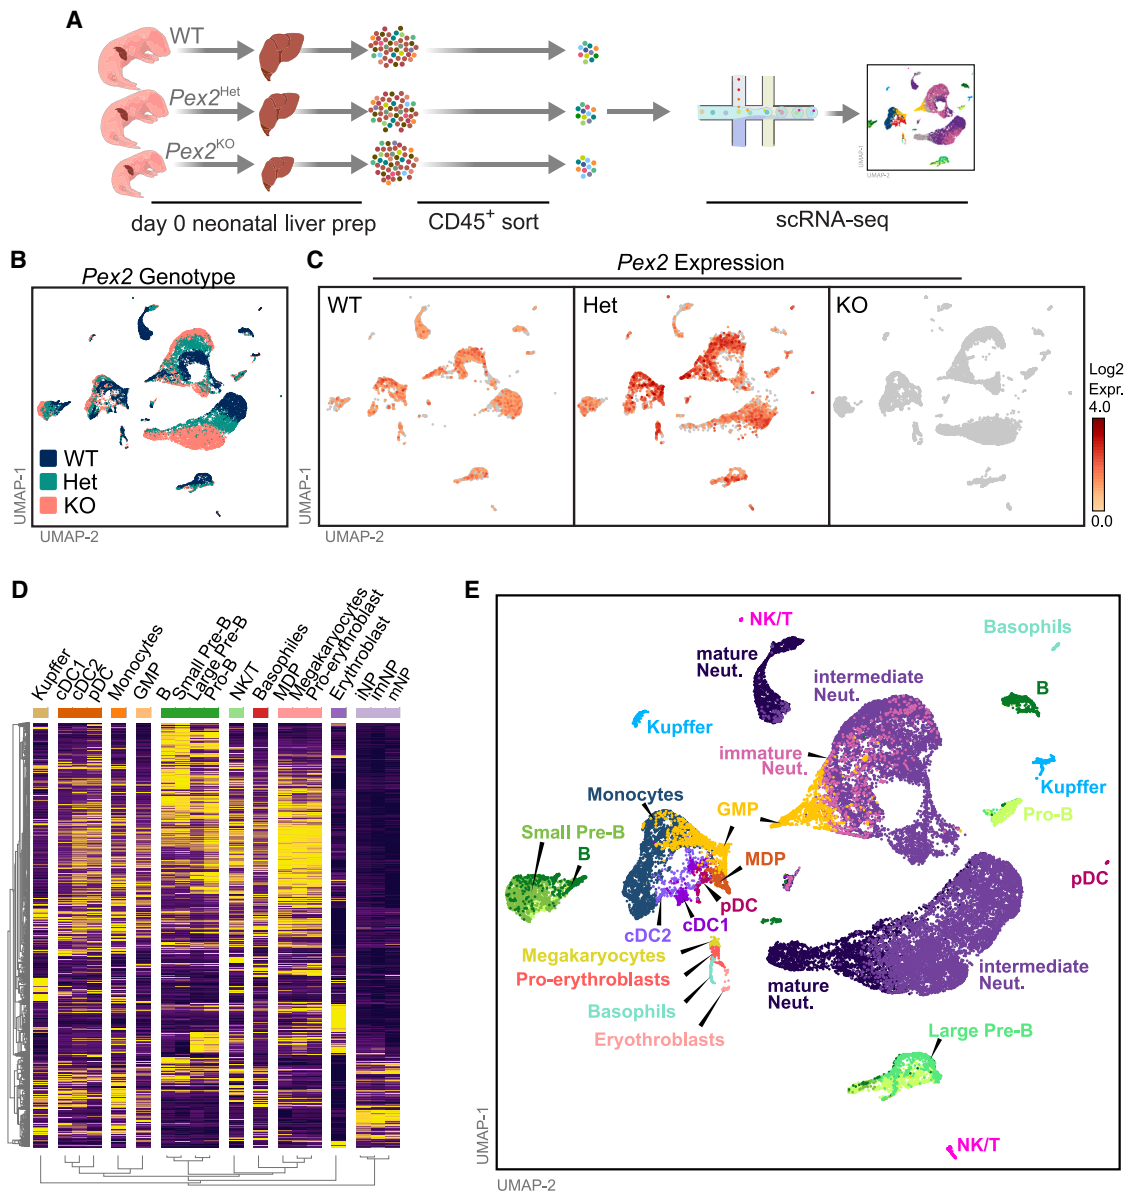 A
WT
Pex2Het
Pex2KO
UMAP-1
UMAP-2
day 0 neonatal liver prep
CD45+ sort
scRNA-seq
B
Pex2 Genotype
WT
Het
KO
UMAP-1
UMAP-2
C
Pex2 Expression
WT
Het
KO
Log2
Expr.
4.0
0.0
UMAP-1
UMAP-2
D
Kupffer
cDC1
cDC2
pDC
Monocytes
GMP
B
Small Pre-B
Large Pre-B
Pro-B
NK/T
Basophiles
MDP
Megakaryocytes
Pro-erythroblast
Erythroblast
iNP
ImNP
mNP
E
NK/T
Basophils
mature
Neut.
intermediate
Neut.
B
Kupffer
immature
Neut.
Kupffer
Monocytes
GMP
Pro-B
Small Pre-B
B
MDP
pDC
pDC
cDC2
cDC1
Megakaryocytes
Pro-erythroblasts
Basophils
Eryothroblasts
mature
Neut.
intermediate
Neut.
Large Pre-B
NK/T
UMAP-1
UMAP-2